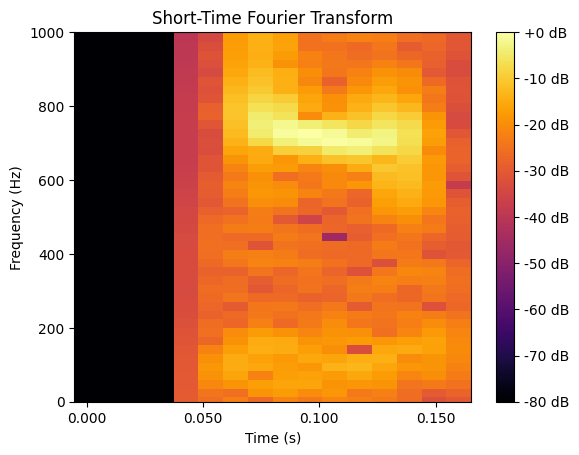 Short-Time Fourier Transform
1000
800
600
400
200
0
Frequency (Hz)
0.000
0.050
0.100
0.150
Time (s)
+0 dB
-10 dB
-20 dB
-30 dB
-40 dB
-50 dB
-60 dB
-70 dB
-80 dB